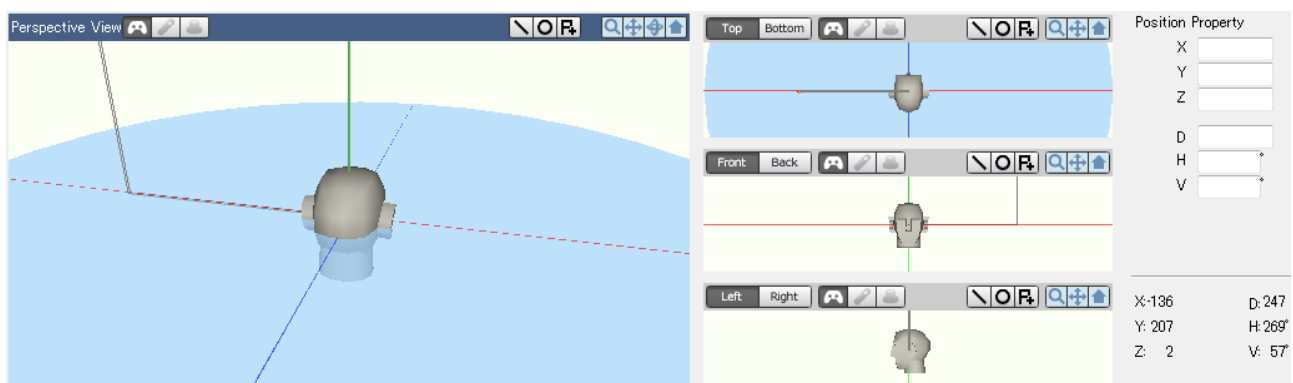 Perspective View
Top Bottom
Front Back
Left Right
Position Property
X
Y
Z
D
H °
V °
X:-136 D: 247
Y: 207 H: 269°
Z: 2 V: 57°